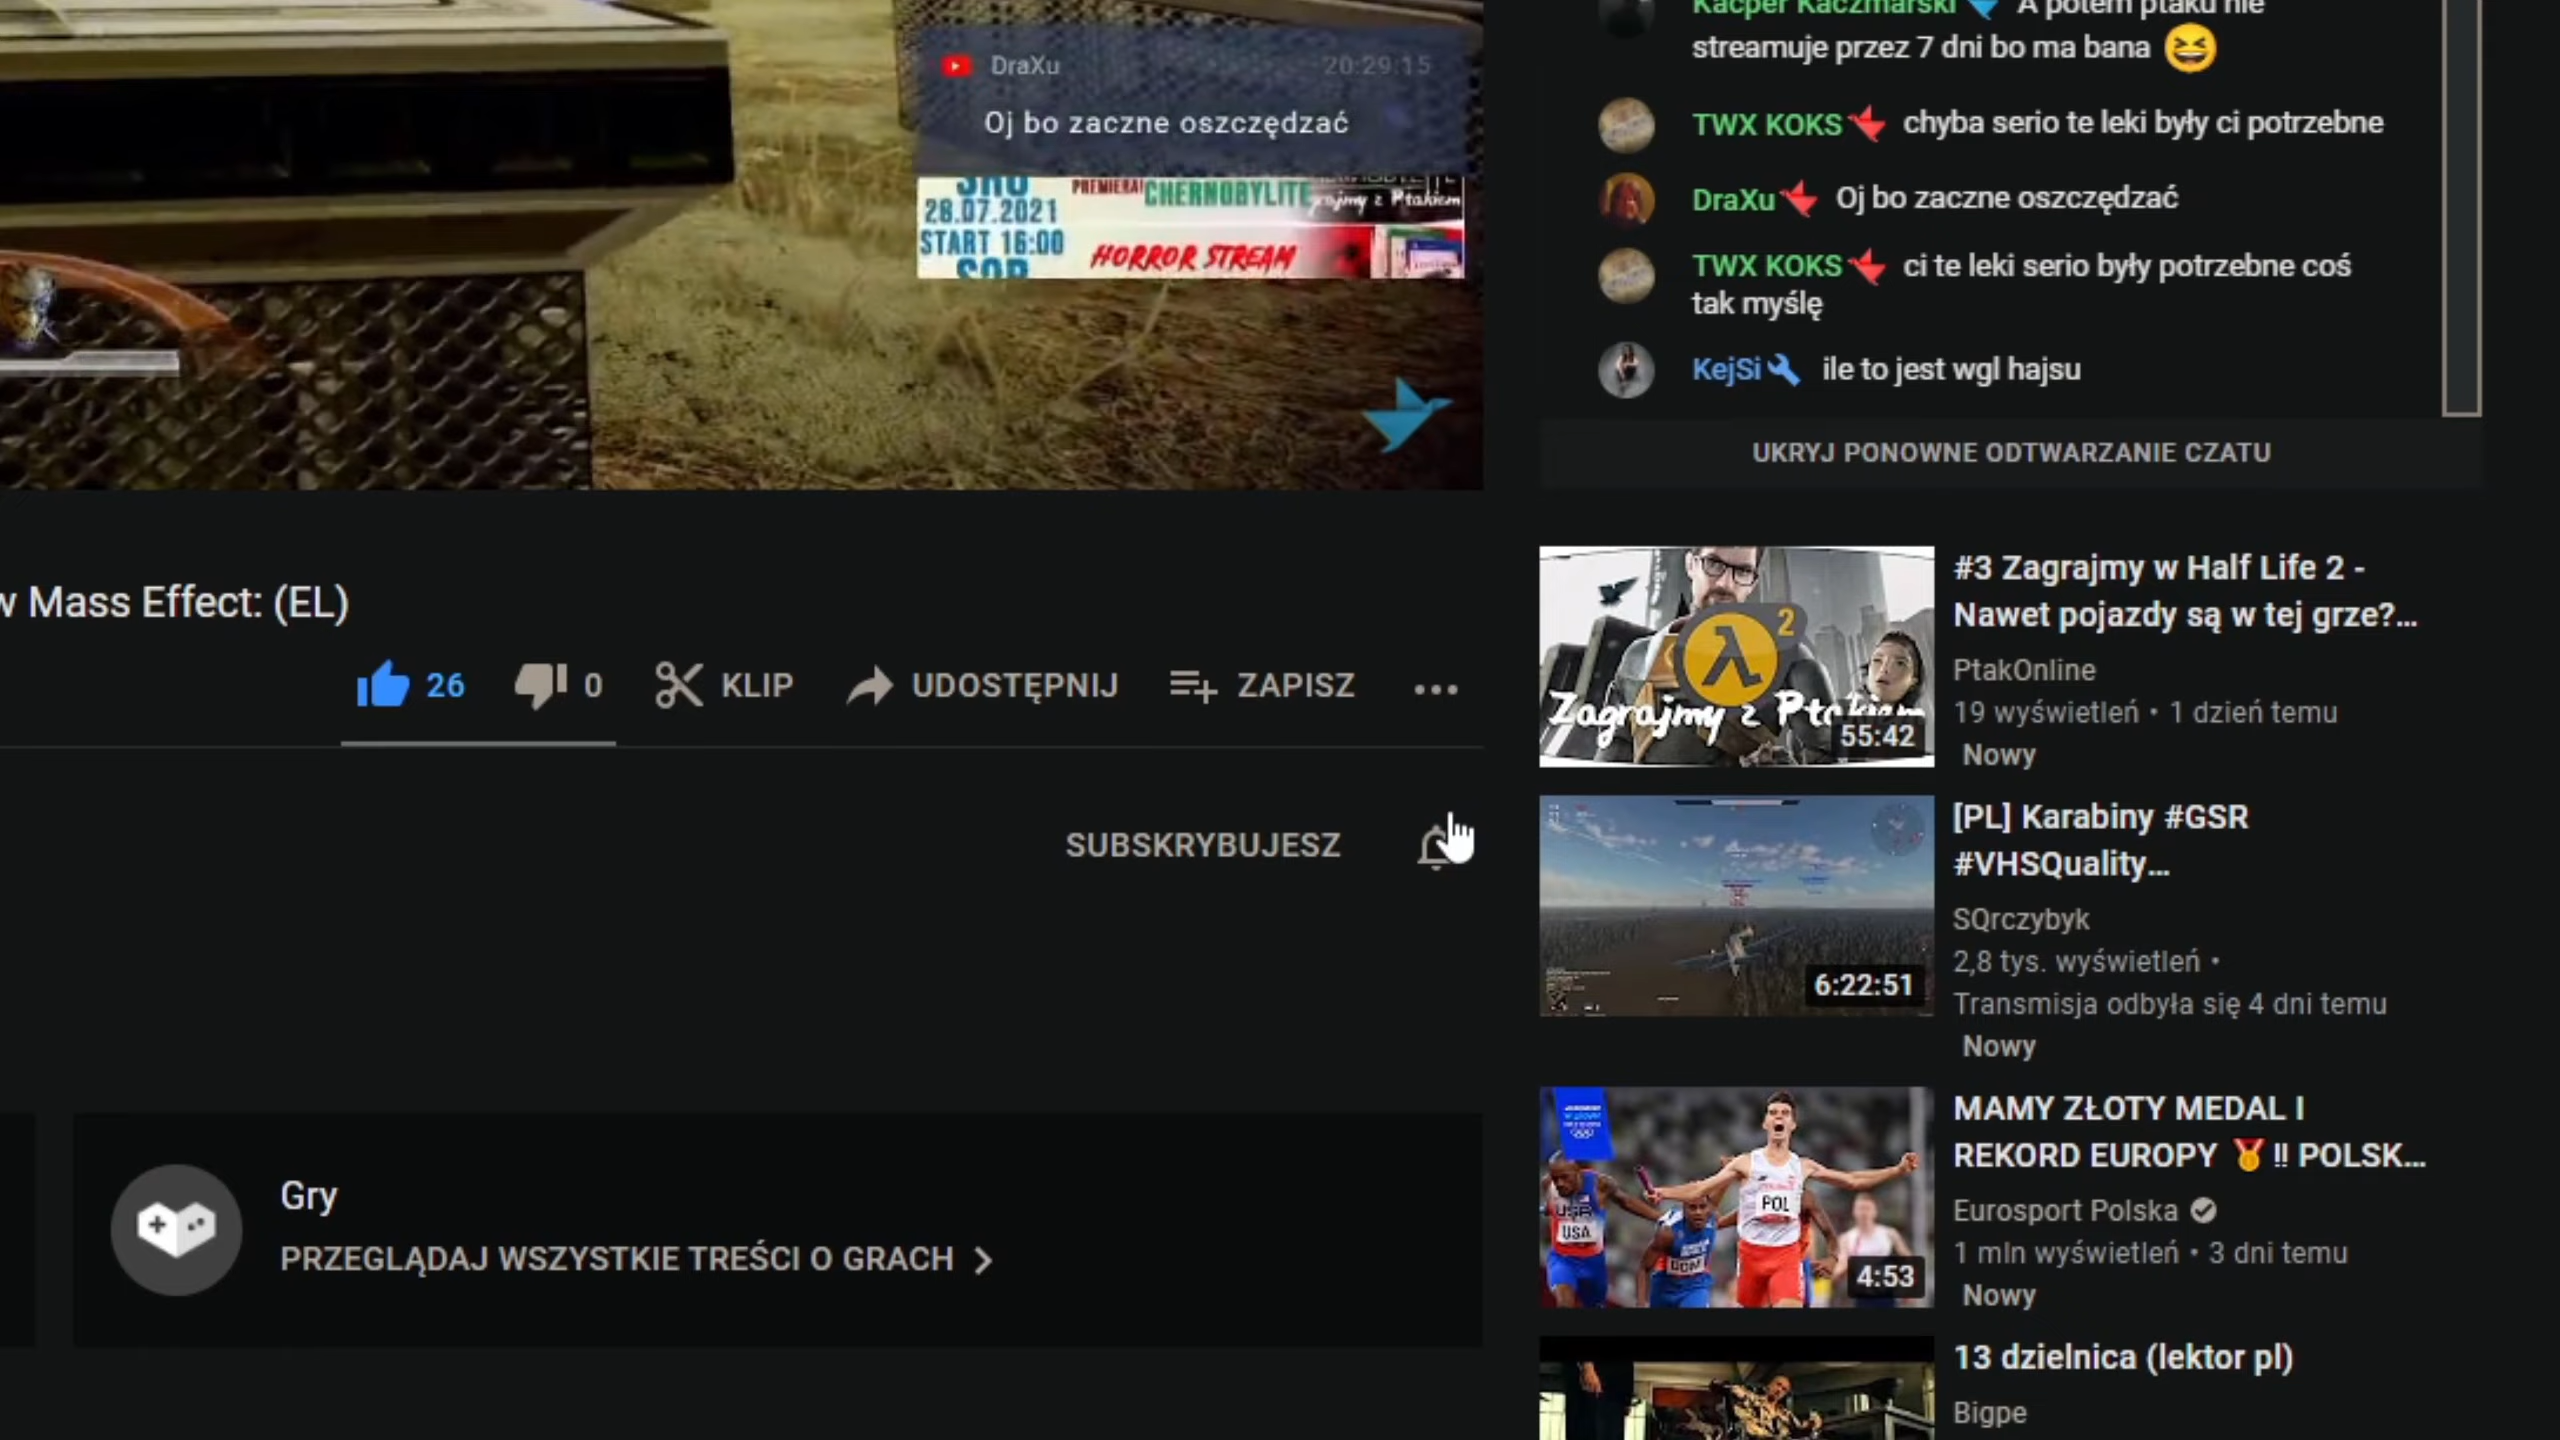 DraXu 20:29:15
Oj bo zaczne oszczędzać
28.07.2021
START 16:00
PREMIERA! CHERNOBYLITE
Zagrajmy z Ptakiem
HORROR STREAM
Kacper Kaczmarski A potem ptaku nie
streamuje przez 7 dni bo ma bana 😆
TWX KOKS chyba serio te leki były ci potrzebne
DraXu Oj bo zaczne oszczędzać
TWX KOKS ci te leki serio były potrzebne coś
tak myślę
KejSi ile to jest wgl hajsu
UKRYJ PONOWNE ODTWARZANIE CZATU
w Mass Effect: (EL)
26 0 KLIP UDOSTĘPNIJ ZAPISZ ...
SUBSKRYBUJESZ
Gry
PRZEGLĄDAJ WSZYSTKIE TREŚCI O GRACH
2
Zagrajmy z Ptakiem
55:42
#3 Zagrajmy w Half Life 2 -
Nawet pojazdy są w tej grze?...
PtakOnline
19 wyświetleń • 1 dzień temu
Nowy
6:22:51
[PL] Karabiny #GSR
#VHSQuality...
SQrczybyk
2,8 tys. wyświetleń •
Transmisja odbyła się 4 dni temu
Nowy
USA
USA
DOM
POL
4:53
MAMY ZŁOTY MEDAL I
REKORD EUROPY 🏅 ‼ POLSK...
Eurosport Polska
1 mln wyświetleń • 3 dni temu
Nowy
13 dzielnica (lektor pl)
Bigpe